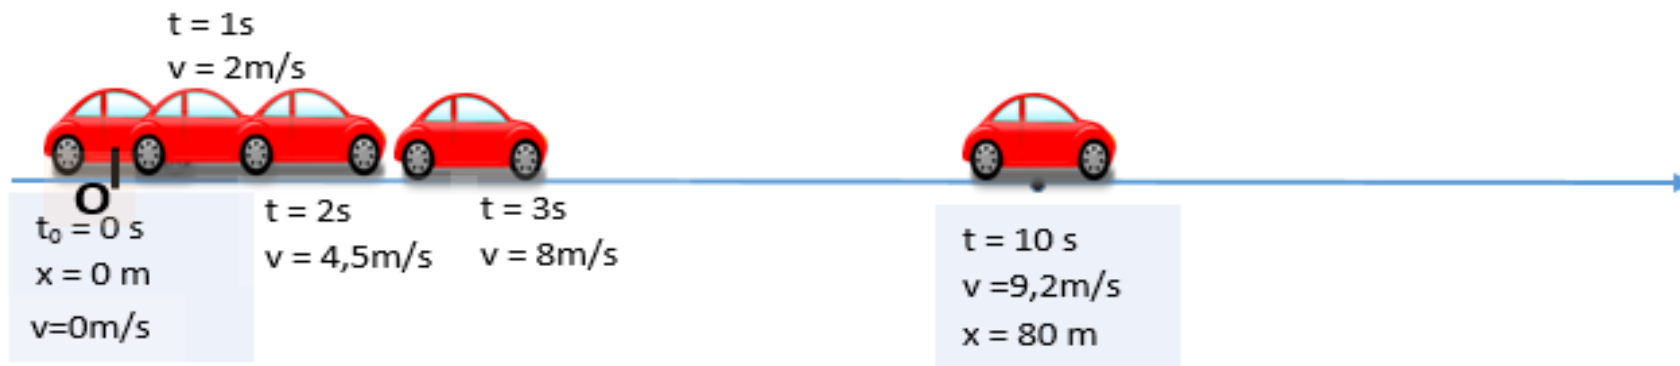 t = 1s
v = 2m/s
O
t₀ = 0 s
x = 0 m
v=0m/s
t = 2s
v = 4,5m/s
t = 3s
v = 8m/s
t = 10 s
v =9,2m/s
x = 80 m